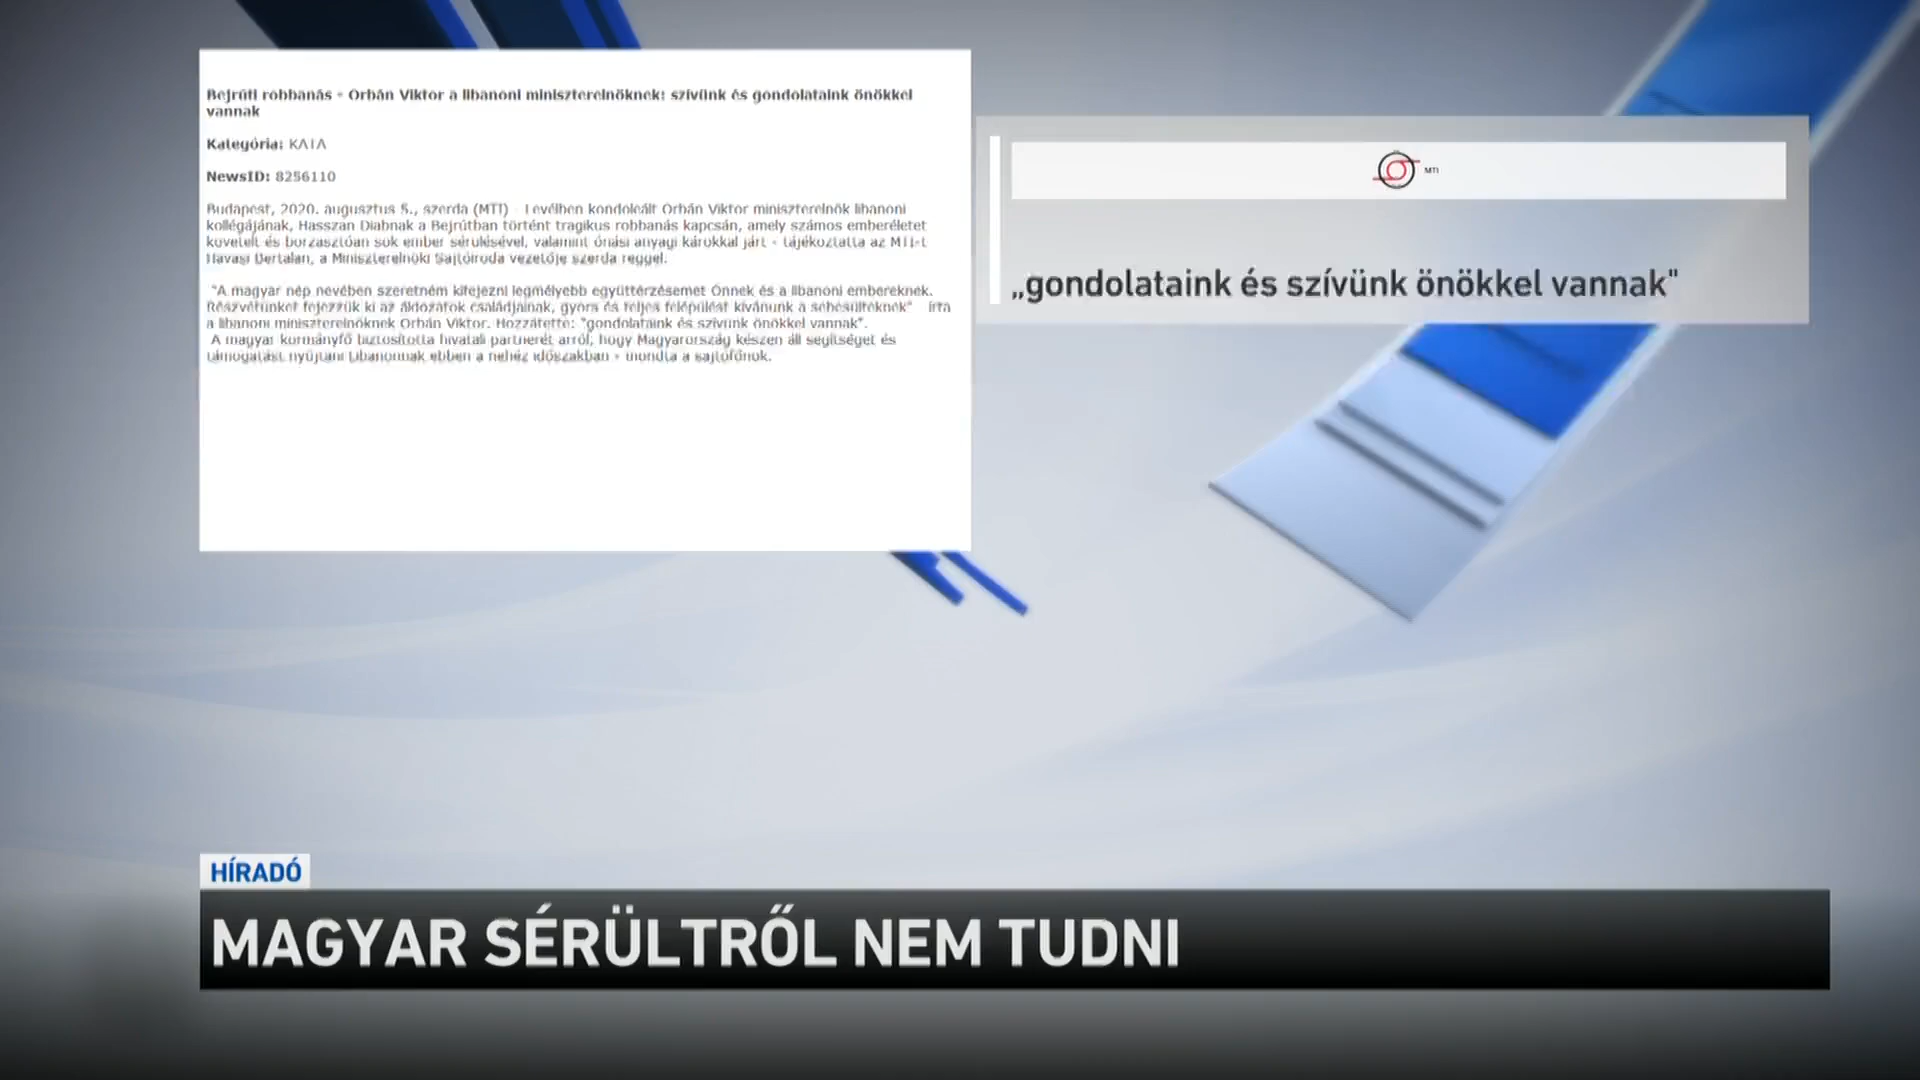 Bejrúti robbanás - Orbán Viktor a libanoni miniszterelnöknek: szívünk és gondolataink önökkel
vannak
Kategória:
NewsID: 8256110
Budapest, 2020. augusztus 5., szerda (MTI) Levélben kondoleált Orbán Viktor miniszterelnök libanoni
kollégájának, Hasszan Diabnak a Bejrútban történt tragikus robbanás kapcsán, amely számos emberéletet
követelt és borzasztóan sok ember sérülésével, valamint óriási anyagi károkkal járt - tájékoztatta az MTI-t
Havasi Bertalan, a Miniszterelnöki Sajtóiroda vezetője szerda reggel.
"A magyar nép nevében szeretném kifejezni legmélyebb együttérzésemet Önnek és a libanoni embereknek.
Részvétünket fejezzük ki az áldozatok családjainak, gyors és teljes felépülést kívánunk a sebesülteknek" írta
a libanoni miniszterelnöknek Orbán Viktor. Hozzátette: "gondolataink és szívünk önökkel vannak".
A magyar kormányfő biztosította hivatali partnerét arról, hogy Magyarország készen áll segítséget és
támogatást nyújtani Libanonnak ebben a nehéz időszakban - mondta a sajtófőnök.
MTI
„gondolataink és szívünk önökkel vannak"
HÍRADÓ
MAGYAR SÉRÜLTRŐL NEM TUDNI